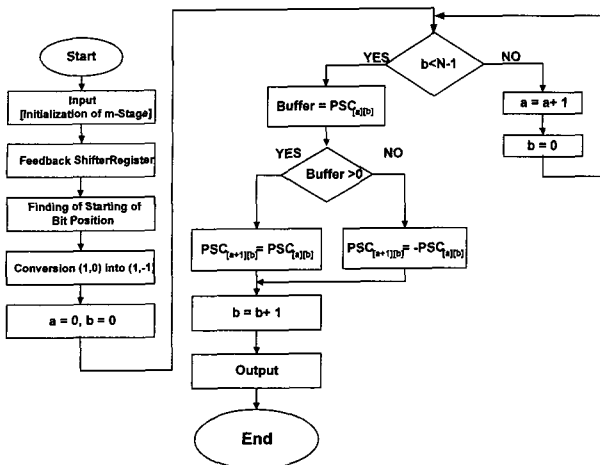 Start
Input
[Initialization of m-Stage]
Feedback ShifterRegister
Finding of Starting of
Bit Position
Conversion (1,0) into (1,-1)
a = 0, b = 0
b<N-1
YES
NO
Buffer = PSC[a][b]
a = a+ 1
b = 0
YES
NO
Buffer >0
PSC[a+1][b]= PSC[a][b]
PSC[a+1][b]= -PSC[a][b]
b = b+ 1
Output
End